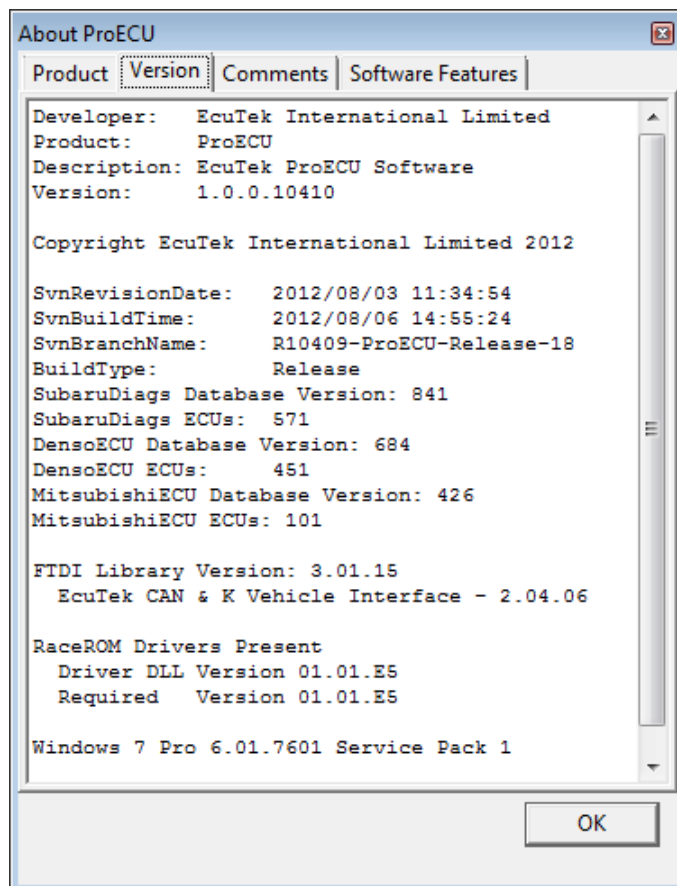 About ProECU
Product Version Comments Software Features
Developer: EcuTek International Limited
Product: ProECU
Description: EcuTek ProECU Software
Version: 1.0.0.10410
Copyright EcuTek International Limited 2012
SvnRevisionDate: 2012/08/03 11:34:54
SvnBuildTime: 2012/08/06 14:55:24
SvnBranchName: R10409-ProECU-Release-18
BuildType: Release
SubaruDiags Database Version: 841
SubaruDiags ECUs: 571
DensoECU Database Version: 684
DensoECU ECUs: 451
MitsubishiECU Database Version: 426
MitsubishiECU ECUs: 101
FTDI Library Version: 3.01.15
EcuTek CAN & K Vehicle Interface - 2.04.06
RaceROM Drivers Present
Driver DLL Version 01.01.E5
Required Version 01.01.E5
Windows 7 Pro 6.01.7601 Service Pack 1
OK